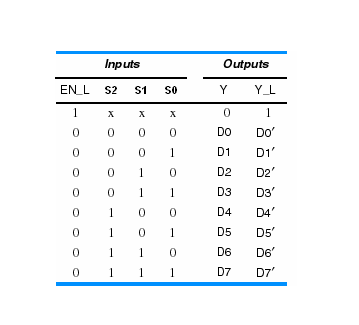 Inputs Outputs
EN_L S2 S1 S0 Y Y_L
1 x x x 0 1
0 0 0 0 D0 D0′
0 0 0 1 D1 D1′
0 0 1 0 D2 D2′
0 0 1 1 D3 D3′
0 1 0 0 D4 D4′
0 1 0 1 D5 D5′
0 1 1 0 D6 D6′
0 1 1 1 D7 D7′